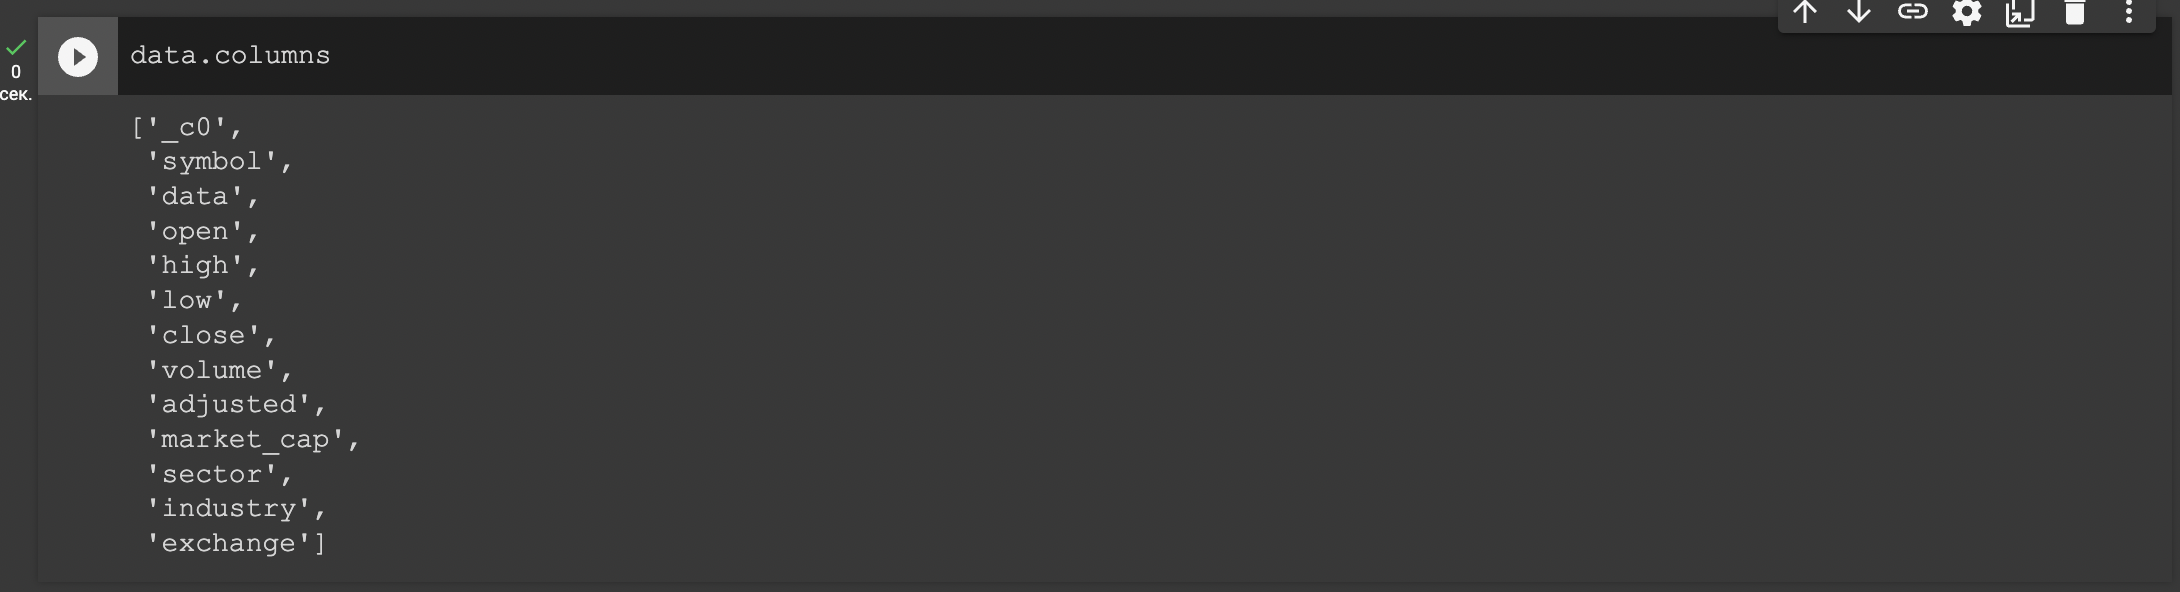 data.columns
0
сек.
['_c0',
'symbol',
'data',
'open',
'high',
'low',
'close',
'volume',
'adjusted',
'market_cap',
'sector',
'industry',
'exchange']